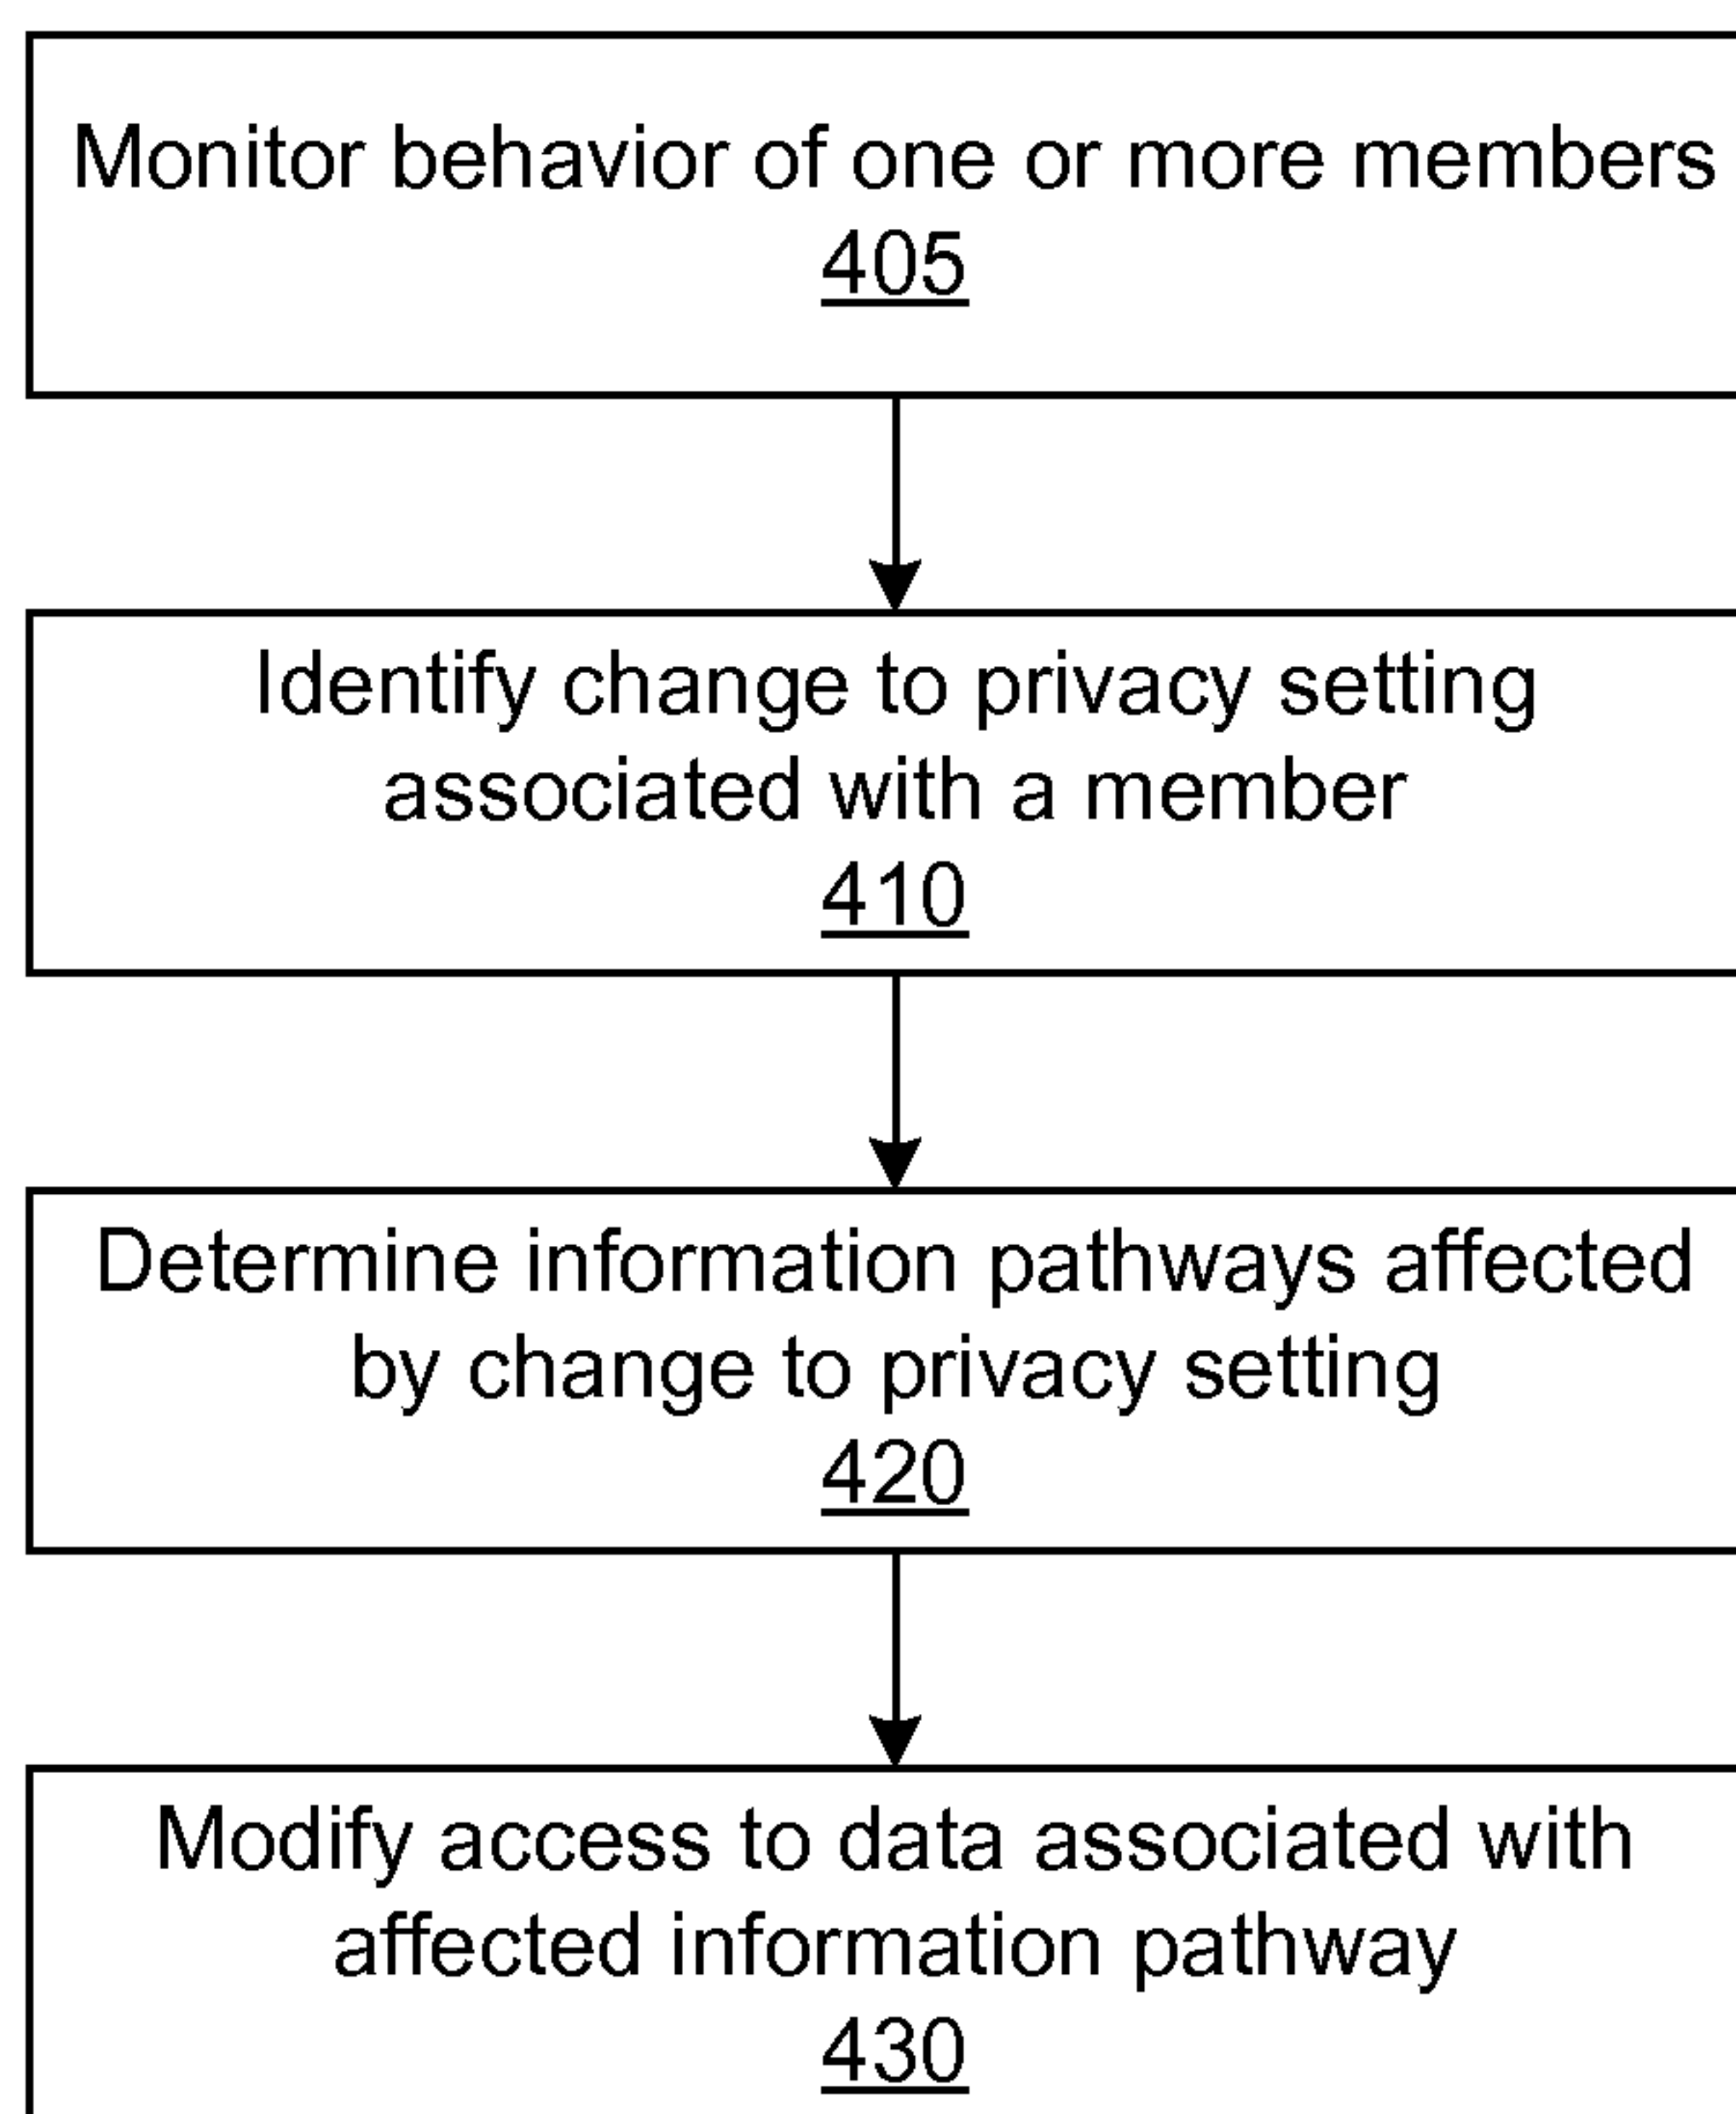 Monitor behavior of one or more members
405
Identify change to privacy setting
associated with a member
410
Determine information pathways affected
by change to privacy setting
420
Modify access to data associated with
affected information pathway
430